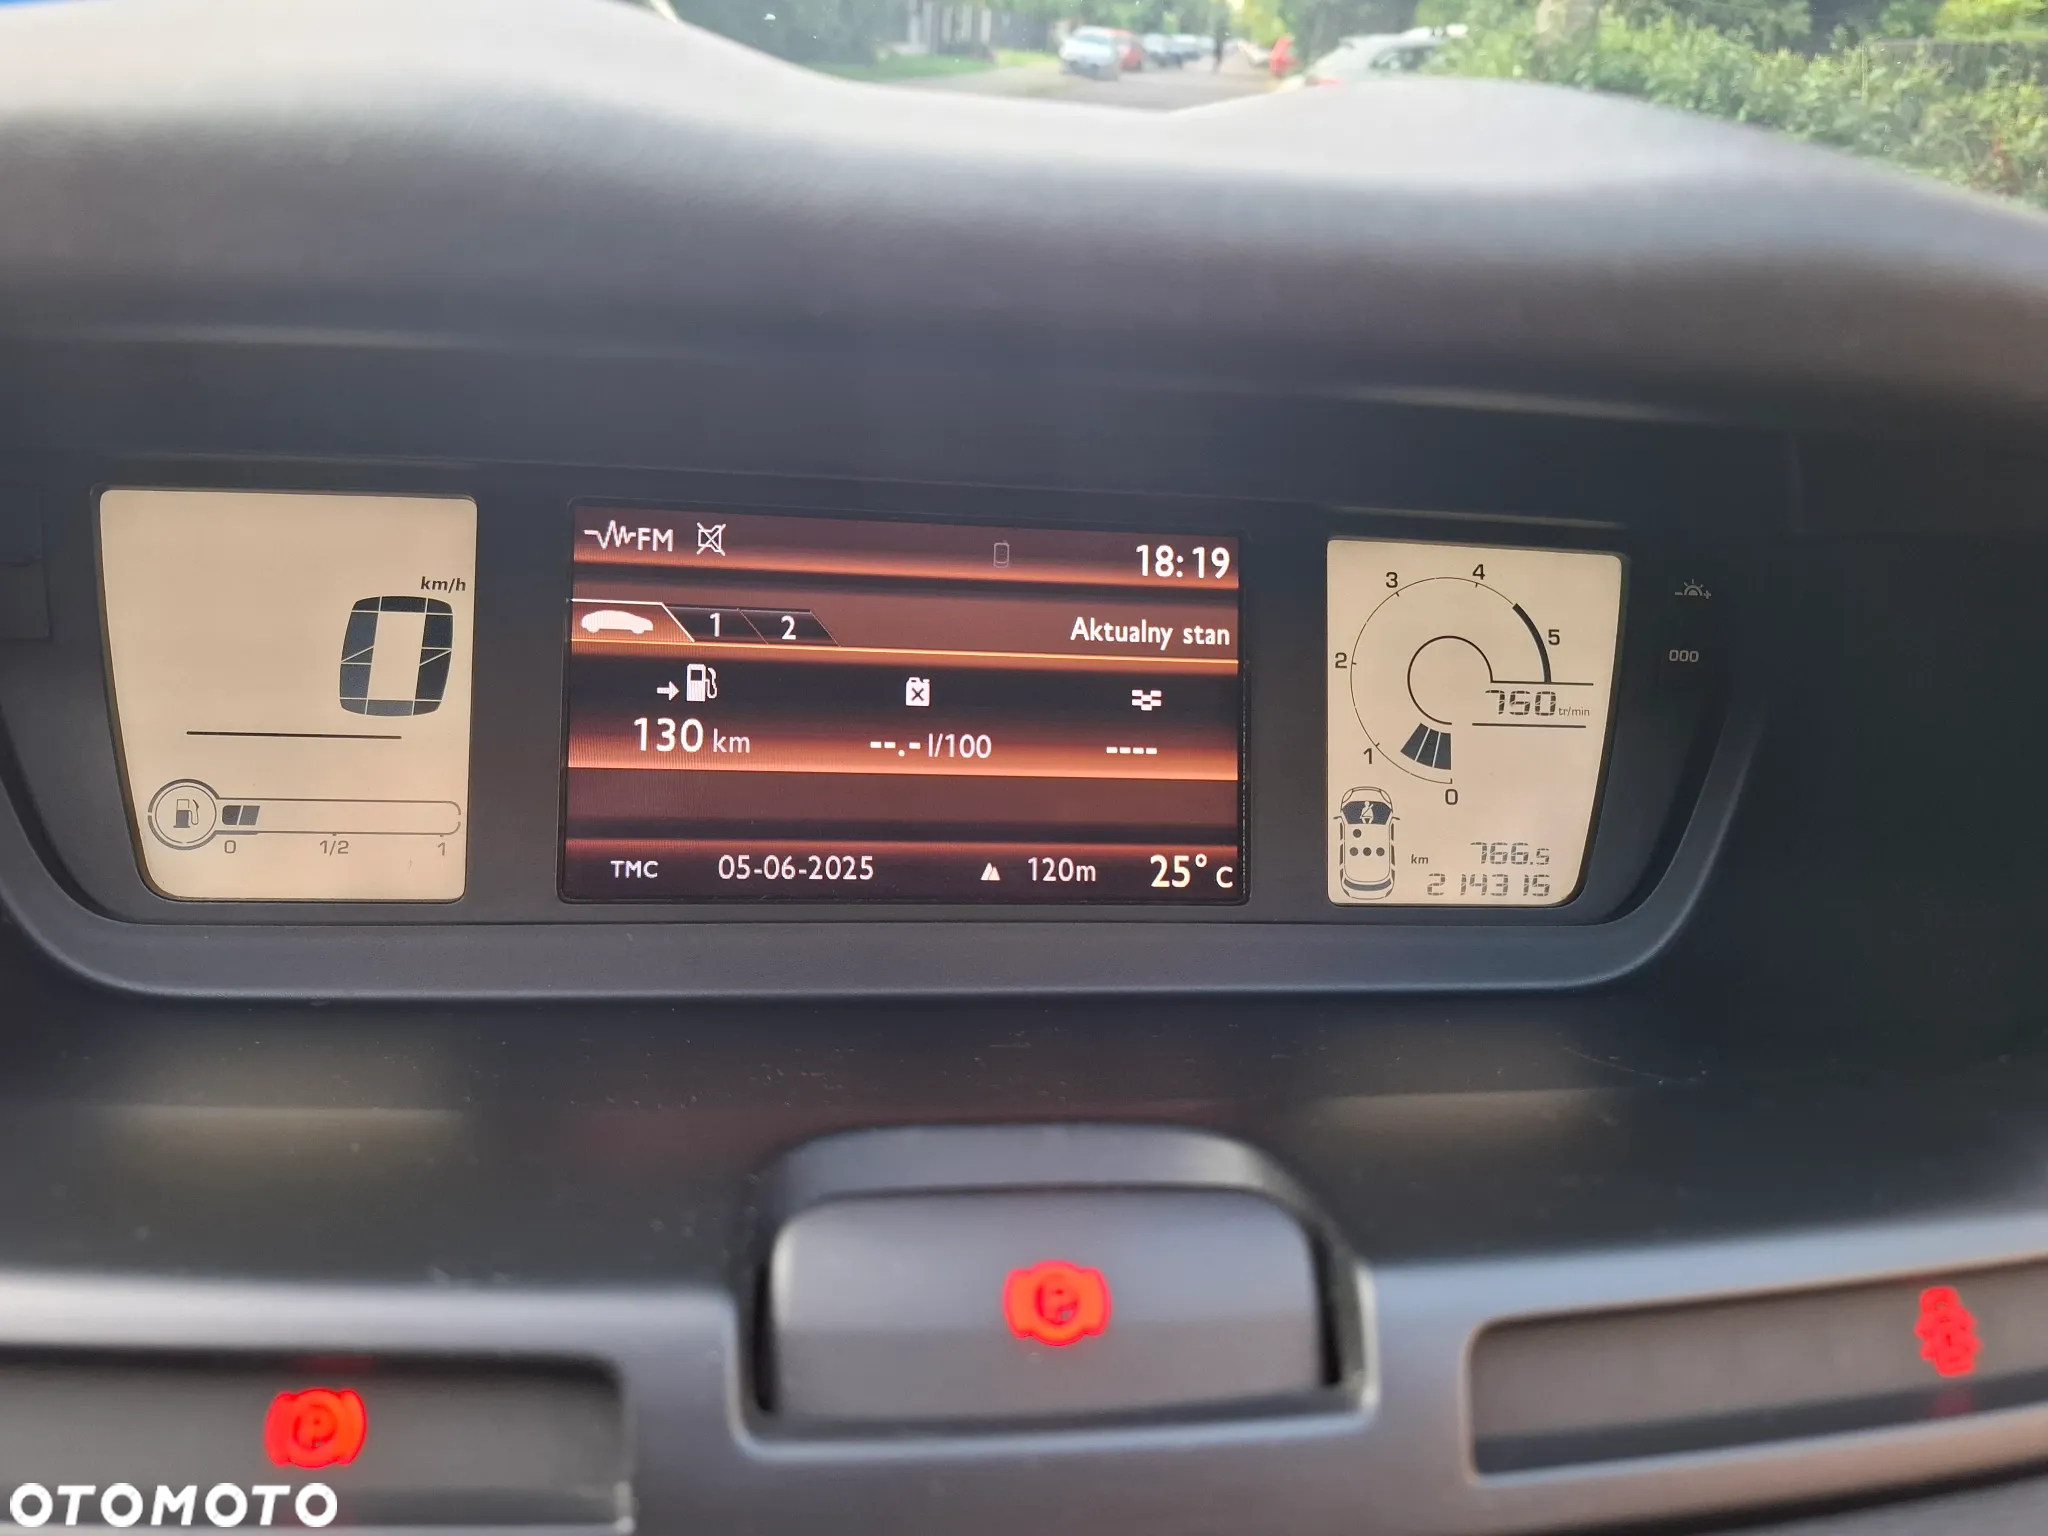 FM 18:19
1 2 Aktualny stan
130 km --.- l/100 ----
TMC 05-06-2025 120m 25° C
km/h
0
0 1/2 1
0 1 2 3 4 5
750 tr/min
km 766.5
214315
000
P
P
OTOMOTO